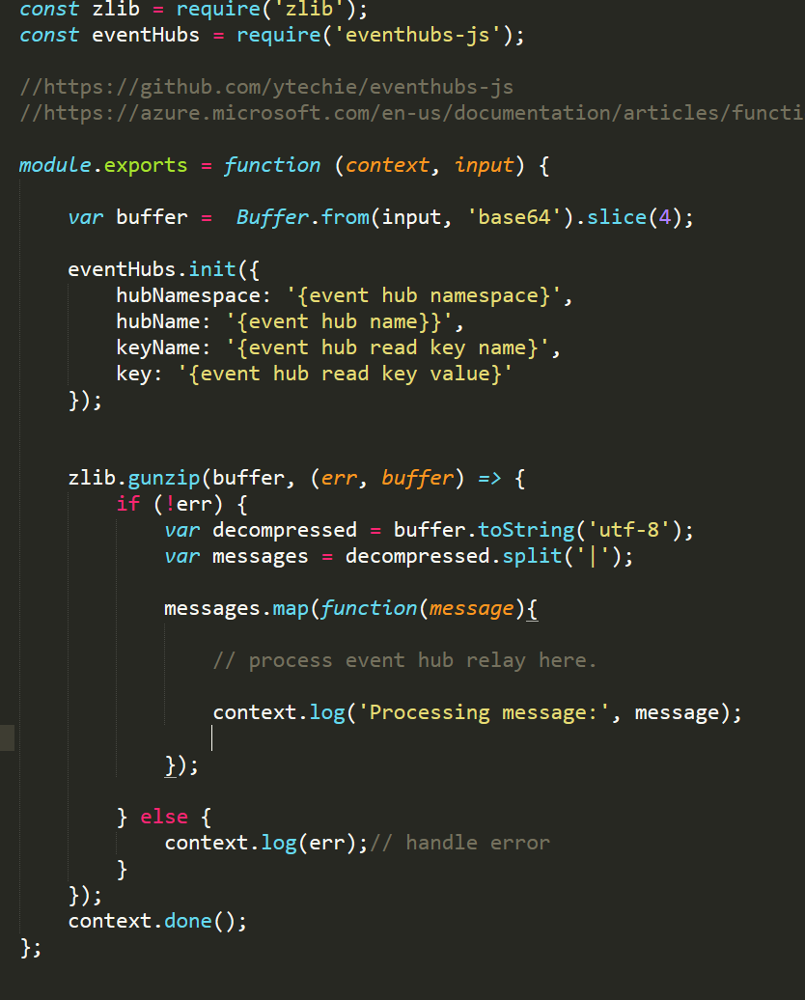 const zlib = require('zlib');
const eventHubs = require('eventhubs-js');
//https://github.com/ytechie/eventhubs-js
//https://azure.microsoft.com/en-us/documentation/articles/functi
module.exports = function (context, input) {
var buffer =  Buffer.from(input, 'base64').slice(4);
eventHubs.init({
hubNamespace: '{event hub namespace}',
hubName: '{event hub name}}',
keyName: '{event hub read key name}',
key: '{event hub read key value}'
});
zlib.gunzip(buffer, (err, buffer) => {
if (!err) {
var decompressed = buffer.toString('utf-8');
var messages = decompressed.split('|');
messages.map(function(message){
// process event hub relay here.
context.log('Processing message:', message);
});
} else {
context.log(err);// handle error
}
});
context.done();
};